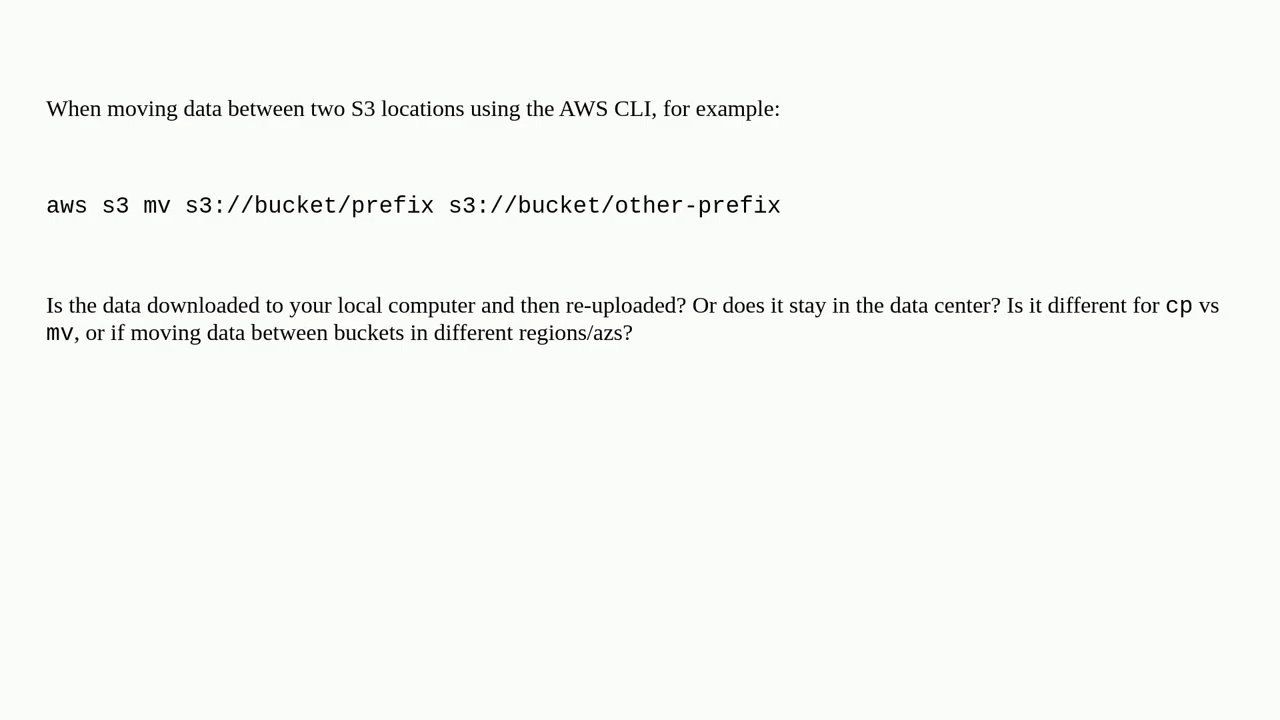 When moving data between two S3 locations using the AWS CLI, for example:
aws s3 mv s3://bucket/prefix s3://bucket/other-prefix
Is the data downloaded to your local computer and then re-uploaded? Or does it stay in the data center? Is it different for cp vs
mv, or if moving data between buckets in different regions/azs?